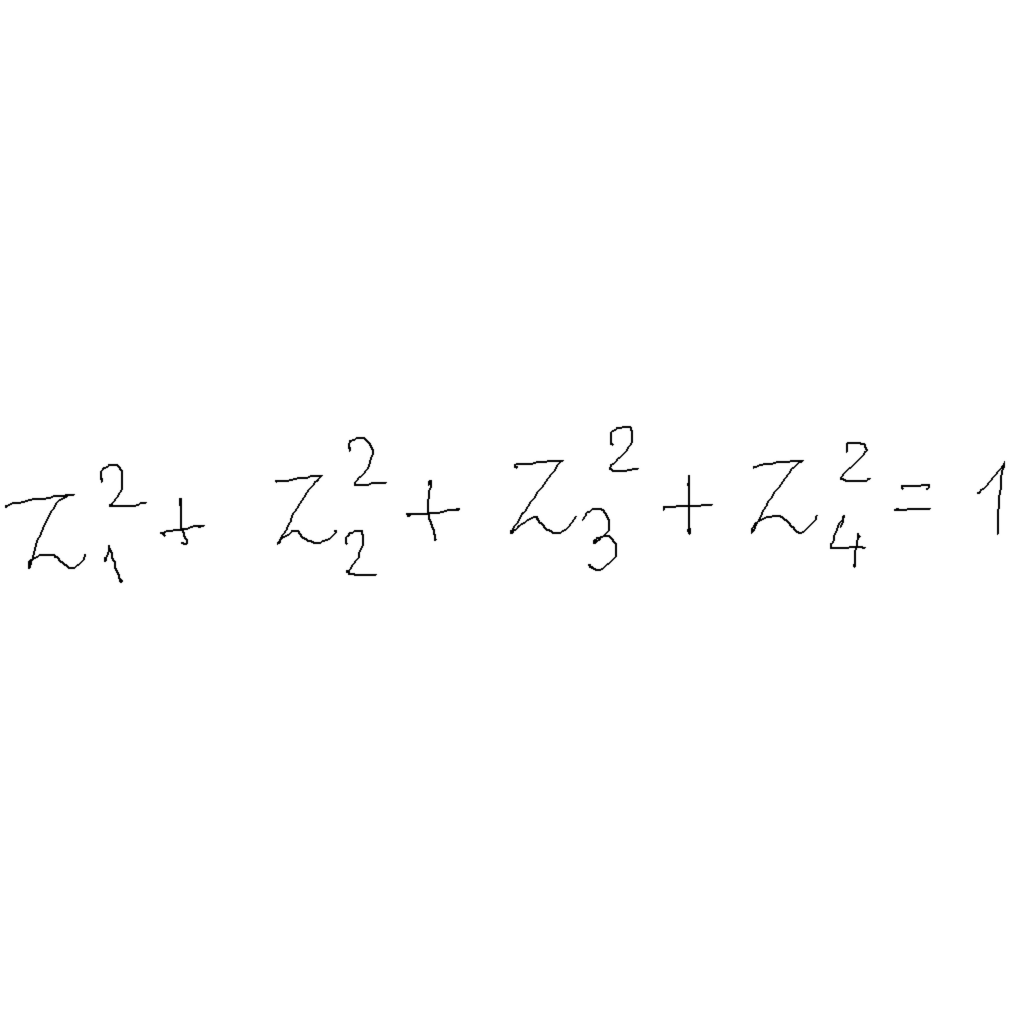 Z₁² + Z₂² + Z₃² + Z₄² = 1